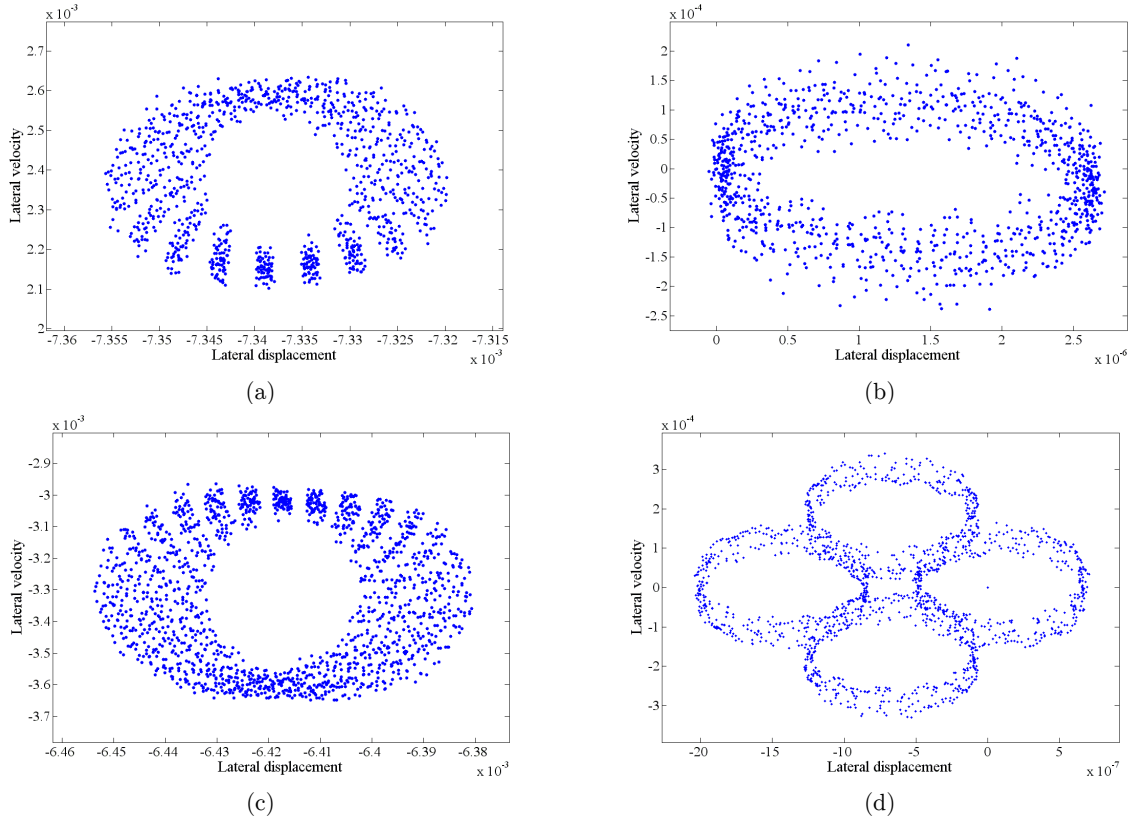 x 10⁻³
2.7
2.6
2.5
2.4
2.3
2.2
2.1
2
Lateral velocity
-7.36 -7.355 -7.35 -7.345 -7.34 -7.335 -7.33 -7.325 -7.32 -7.315
Lateral displacement
x 10⁻³
(a)
x 10⁻⁴
2
1.5
1
0.5
0
-0.5
-1
-1.5
-2
-2.5
Lateral velocity
0 0.5 1 1.5 2 2.5
Lateral displacement
x 10⁻⁶
(b)
x 10⁻³
-2.9
-3
-3.1
-3.2
-3.3
-3.4
-3.5
-3.6
-3.7
Lateral velocity
-6.46 -6.45 -6.44 -6.43 -6.42 -6.41 -6.4 -6.39 -6.38
Lateral displacement
x 10⁻³
(c)
x 10⁻⁴
3
2
1
0
-1
-2
-3
Lateral velocity
-20 -15 -10 -5 0 5
Lateral displacement
x 10⁻⁷
(d)